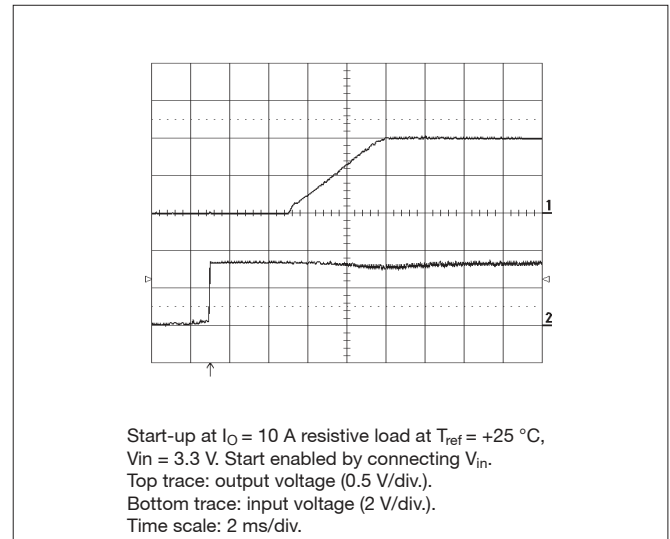 1
2
Start-up at IO = 10 A resistive load at Tref = +25 °C,
Vin = 3.3 V. Start enabled by connecting Vin.
Top trace: output voltage (0.5 V/div.).
Bottom trace: input voltage (2 V/div.).
Time scale: 2 ms/div.